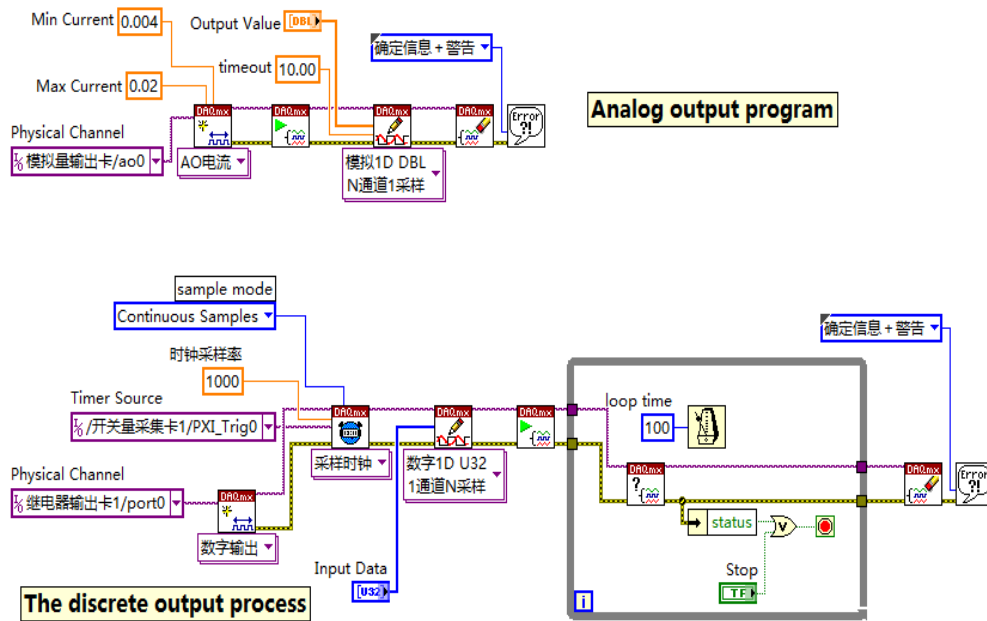 Min Current 0.004
Output Value DBL
确定信息+警告
timeout 10.00
Max Current 0.02
DAQmx DAQmx DAQmx DAQmx Error ?!
Analog output program
Physical Channel
I/O 模拟量输出卡/ao0
AO电流
模拟1D DBL
N通道1采样
sample mode
Continuous Samples
确定信息+警告
时钟采样率
1000
Timer Source
/开关量采集卡1/PXI_Trig0
DAQmx DAQmx DAQmx
loop time
100
采样时钟
数字1D U32
1通道N采样
Physical Channel
继电器输出卡1/port0
DAQmx
DAQmx ?
DAQmx Error ?!
数字输出
status
V
Input Data
U32
Stop
TF
i
The discrete output process